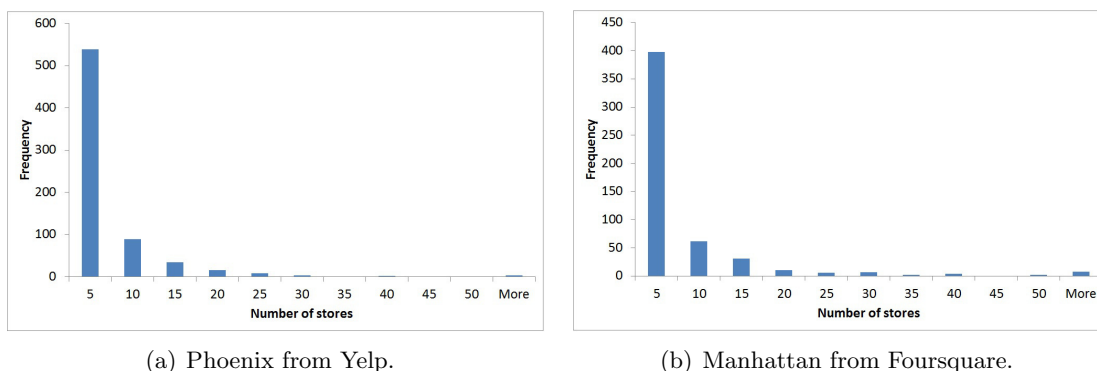 600
500
400
300
200
100
0
Frequency
5 10 15 20 25 30 35 40 45 50 More
Number of stores
(a) Phoenix from Yelp.
450
400
350
300
250
200
150
100
50
0
Frequency
5 10 15 20 25 30 35 40 45 50 More
Number of stores
(b) Manhattan from Foursquare.